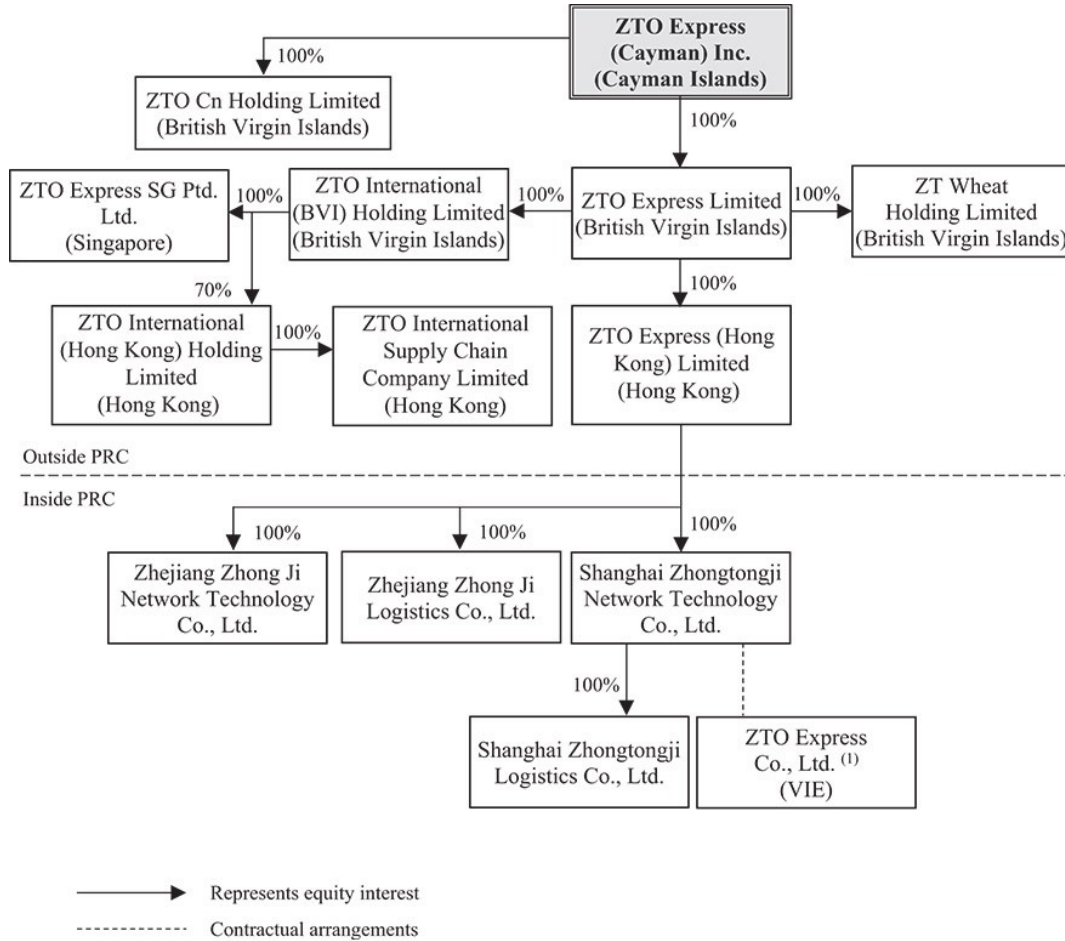 ZTO Express
(Cayman) Inc.
(Cayman Islands)
100%
ZTO Cn Holding Limited
(British Virgin Islands)
100%
ZTO Express SG Ptd.
Ltd.
(Singapore)
100%
ZTO International
(BVI) Holding Limited
(British Virgin Islands)
100%
ZTO Express Limited
(British Virgin Islands)
100%
ZT Wheat
Holding Limited
(British Virgin Islands)
70%
100%
ZTO International
(Hong Kong) Holding
Limited
(Hong Kong)
100%
ZTO International
Supply Chain
Company Limited
(Hong Kong)
ZTO Express (Hong
Kong) Limited
(Hong Kong)
Outside PRC
Inside PRC
100%
100%
100%
Zhejiang Zhong Ji
Network Technology
Co., Ltd.
Zhejiang Zhong Ji
Logistics Co., Ltd.
Shanghai Zhongtongji
Network Technology
Co., Ltd.
100%
Shanghai Zhongtongji
Logistics Co., Ltd.
ZTO Express
Co., Ltd. (1)
(VIE)
Represents equity interest
Contractual arrangements